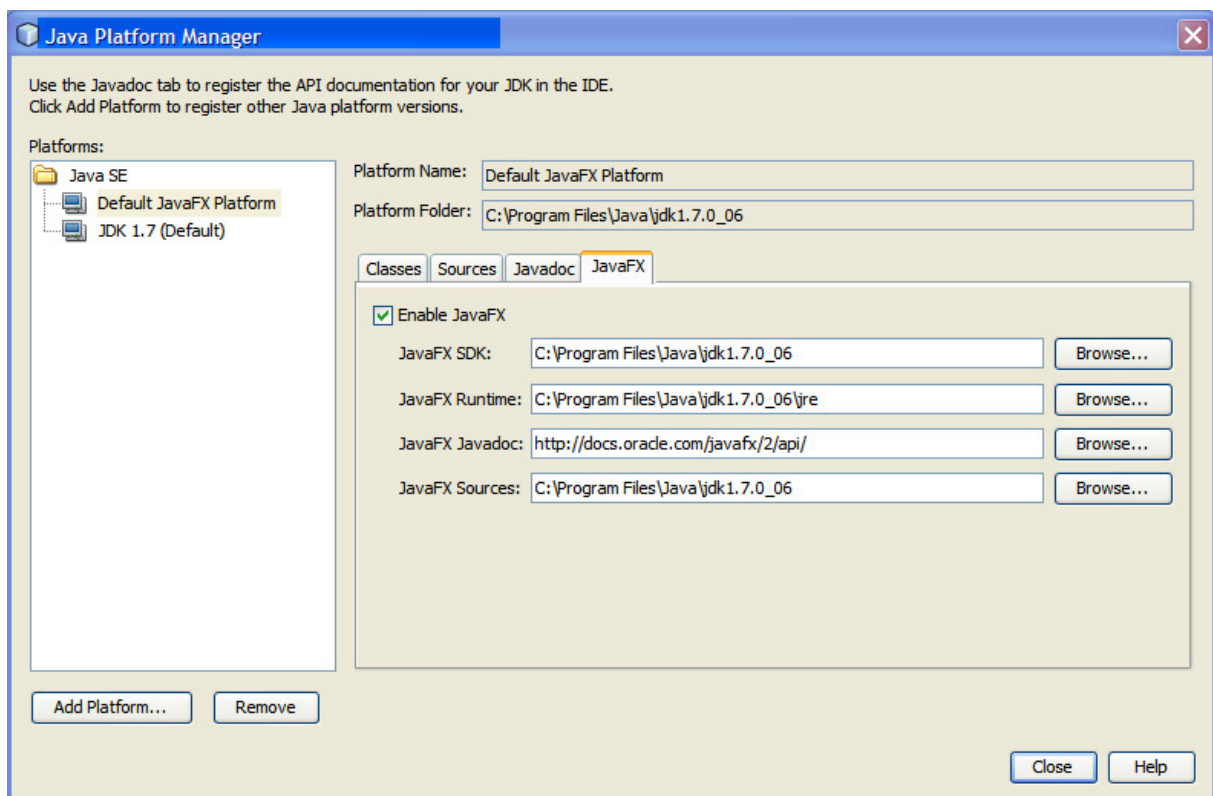 Java Platform Manager
Use the Javadoc tab to register the API documentation for your JDK in the IDE.
Click Add Platform to register other Java platform versions.
Platforms:
Java SE
Default JavaFX Platform
JDK 1.7 (Default)
Platform Name: Default JavaFX Platform
Platform Folder: C:\Program Files\Java\jdk1.7.0_06
Classes Sources Javadoc JavaFX
Enable JavaFX
JavaFX SDK: C:\Program Files\Java\jdk1.7.0_06 Browse...
JavaFX Runtime: C:\Program Files\Java\jdk1.7.0_06\jre Browse...
JavaFX Javadoc: http://docs.oracle.com/javafx/2/api/ Browse...
JavaFX Sources: C:\Program Files\Java\jdk1.7.0_06 Browse...
Add Platform... Remove
Close Help